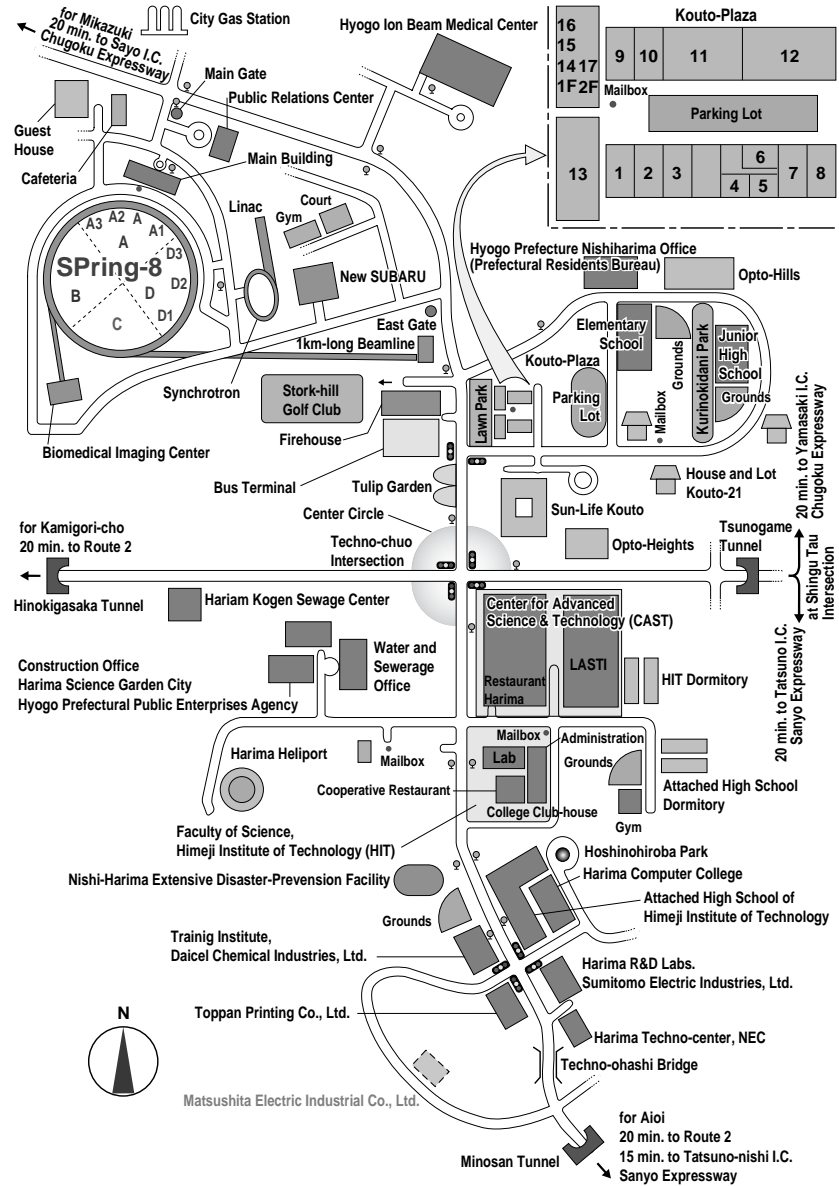 for Mikazuki
20 min. to Sayo I.C.
Chugoku Expressway
City Gas Station
Hyogo Ion Beam Medical Center
Kouto-Plaza
16
15
14 17
1F 2F
9
10
11
12
Mailbox
Parking Lot
13
1
2
3
4
5
6
7
8
Main Gate
Public Relations Center
Guest
House
Cafeteria
Main Building
Linac
Gym
Court
A3
A2
A
A1
A
D3
SPring-8
D2
B
D
D1
C
New SUBARU
East Gate
1km-long Beamline
Synchrotron
Biomedical Imaging Center
Hyogo Prefecture Nishiharima Office
(Prefectural Residents Bureau)
Opto-Hills
Elementary
School
Grounds
Kurinokidani Park
Junior
High
School
Grounds
Kouto-Plaza
Parking
Lot
Mailbox
Lawn Park
Stork-hill
Golf Club
Firehouse
Bus Terminal
Tulip Garden
House and Lot
Kouto-21
Sun-Life Kouto
20 min. to Yamasaki I.C.
Chugoku Expressway
Center Circle
Techno-chuo
Intersection
Opto-Heights
Tsunogame
Tunnel
at Shingu Tau
Intersection
for Kamigori-cho
20 min. to Route 2
Hinokigasaka Tunnel
Hariam Kogen Sewage Center
Center for Advanced
Science & Technology (CAST)
LASTI
Restaurant
Harima
HIT Dormitory
20 min. to Tatsuno I.C.
Sanyo Expressway
Water and
Sewerage
Office
Construction Office
Harima Science Garden City
Hyogo Prefectural Public Enterprises Agency
Harima Heliport
Mailbox
Mailbox
Administration
Lab
Grounds
Cooperative Restaurant
College Club-house
Gym
Attached High School
Dormitory
Faculty of Science,
Himeji Institute of Technology (HIT)
Hoshinohiroba Park
Harima Computer College
Nishi-Harima Extensive Disaster-Prevention Facility
Attached High School of
Himeji Institute of Technology
Grounds
Trainig Institute,
Daicel Chemical Industries, Ltd.
Harima R&D Labs.
Sumitomo Electric Industries, Ltd.
Toppan Printing Co., Ltd.
N
Harima Techno-center, NEC
Techno-ohashi Bridge
Matsushita Electric Industrial Co., Ltd.
for Aioi
20 min. to Route 2
15 min. to Tatsuno-nishi I.C.
Sanyo Expressway
Minosan Tunnel